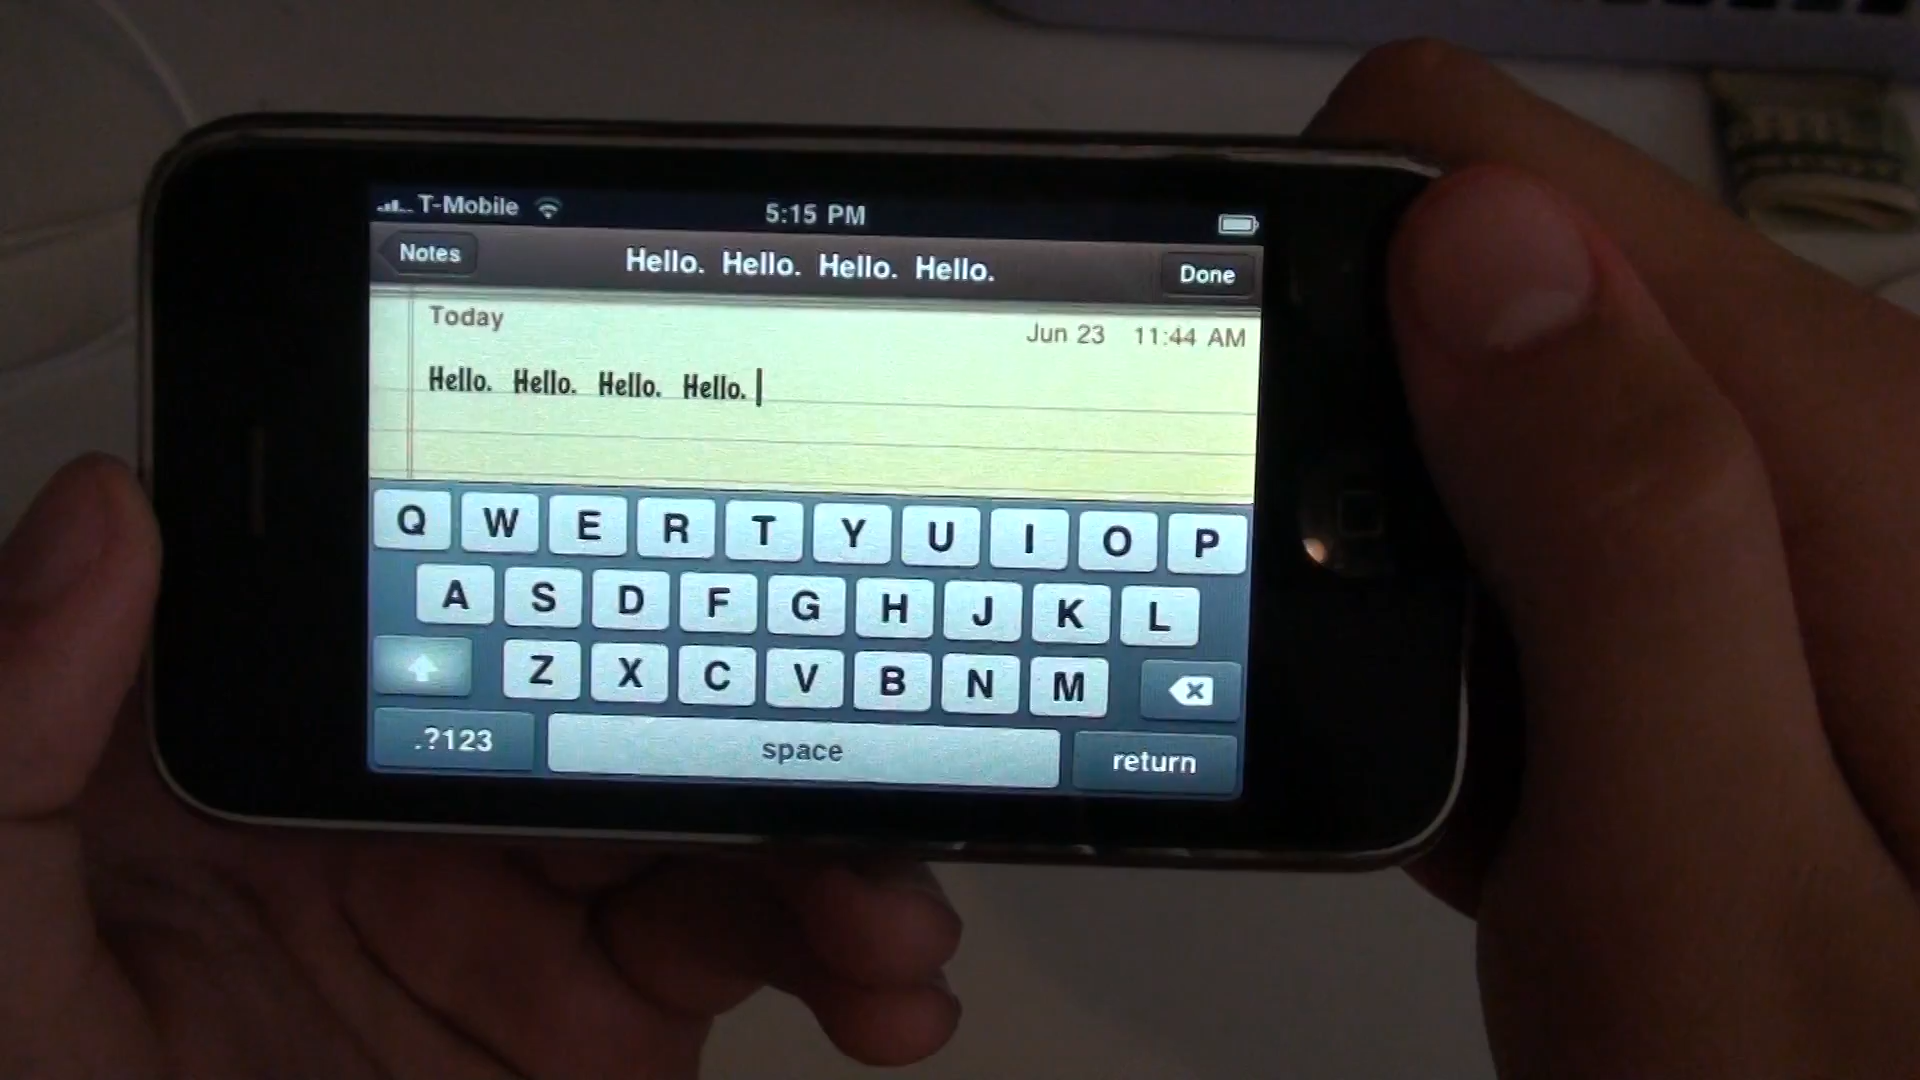 T-Mobile 5:15 PM
Notes Hello. Hello. Hello. Hello. Done
Today Jun 23 11:44 AM
Hello. Hello. Hello. Hello.
Q W E R T Y U I O P
A S D F G H J K L
Z X C V B N M
.?123 space return